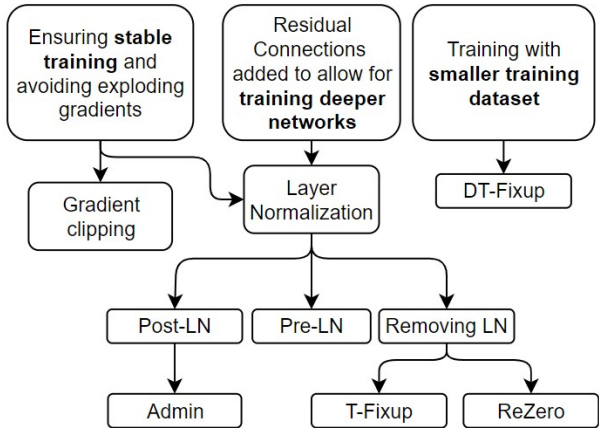 Ensuring stable
training and
avoiding exploding
gradients
Residual
Connections
added to allow for
training deeper
networks
Training with
smaller training
dataset
Gradient
clipping
Layer
Normalization
DT-Fixup
Post-LN
Pre-LN
Removing LN
Admin
T-Fixup
ReZero